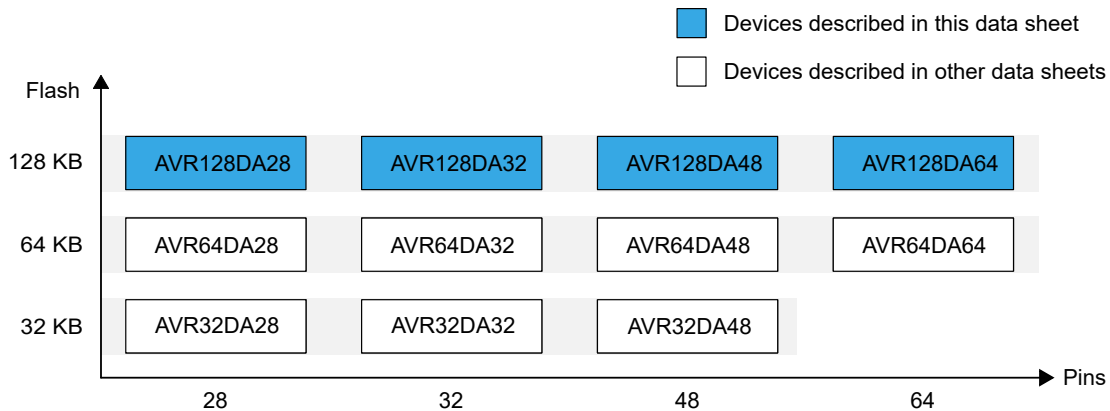 Devices described in this data sheet
Devices described in other data sheets
Flash
128 KB
AVR128DA28
AVR128DA32
AVR128DA48
AVR128DA64
64 KB
AVR64DA28
AVR64DA32
AVR64DA48
AVR64DA64
32 KB
AVR32DA28
AVR32DA32
AVR32DA48
Pins
28
32
48
64